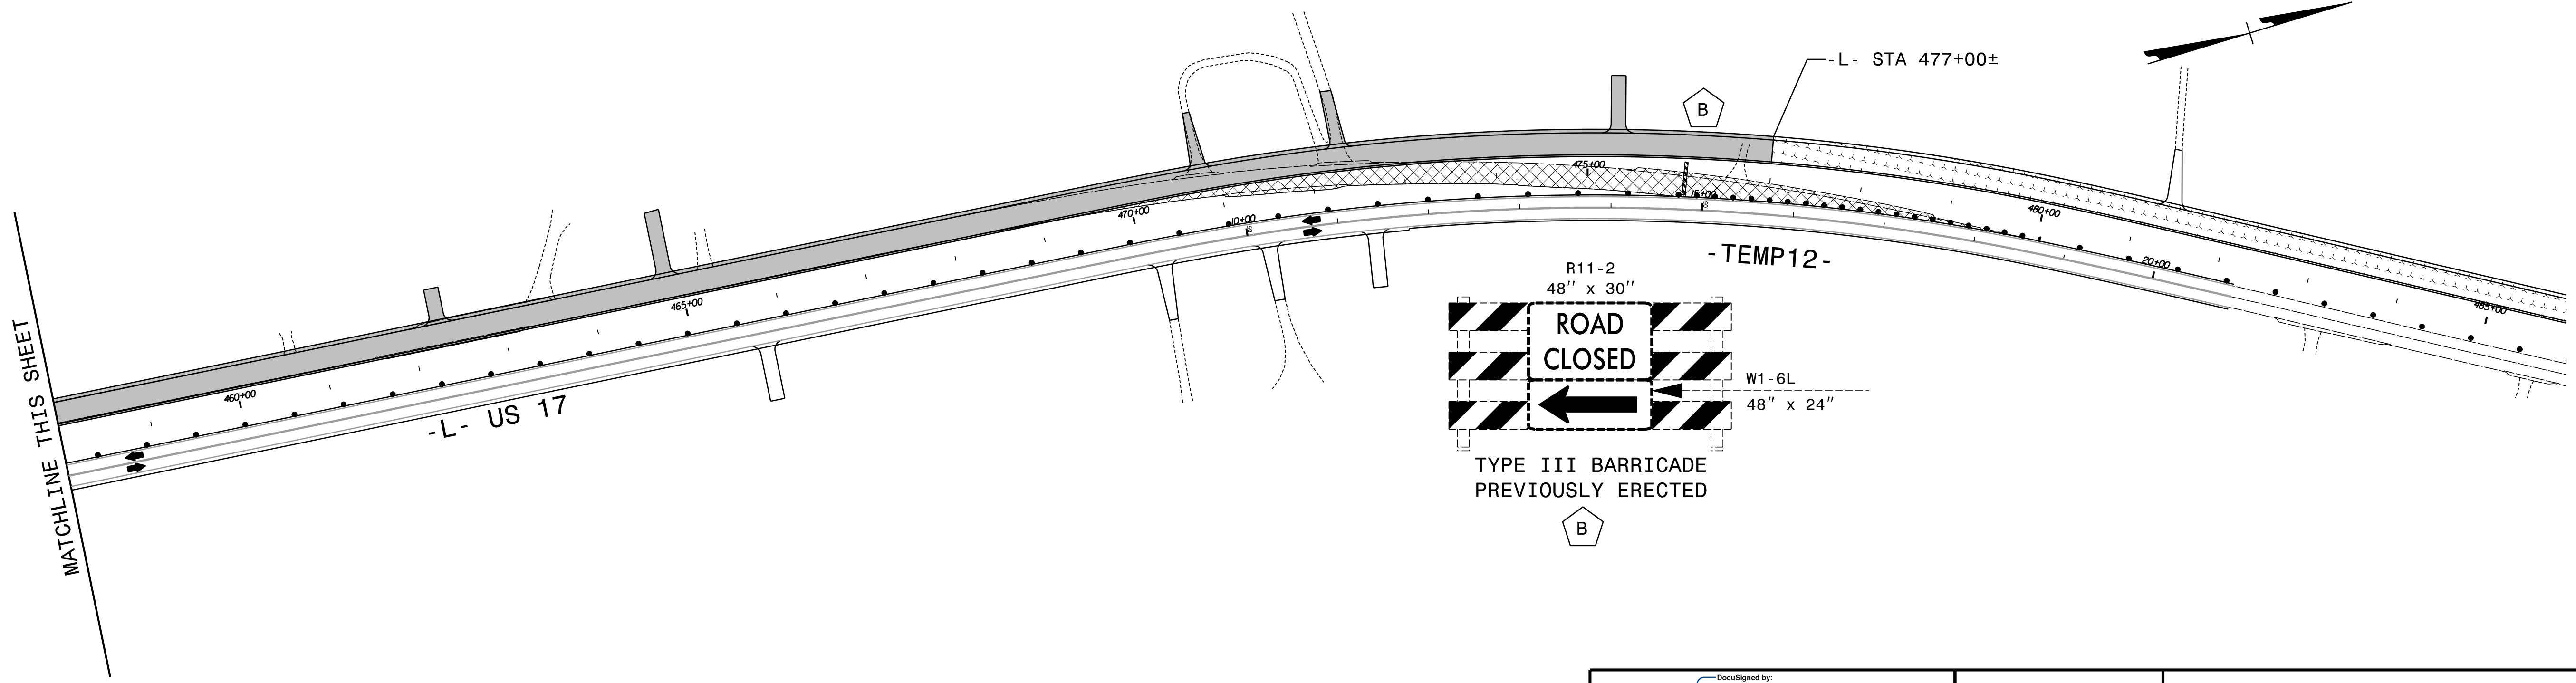 -L- STA 477+00±
B
475+00
15+00
470+00
10+00
480+00
-TEMP12-
20+00
R11-2
48" x 30"
465+00
485+00
ROAD
CLOSED
W1-6L
48" x 24"
460+00
-L- US 17
MATCHLINE THIS SHEET
TYPE III BARRICADE
PREVIOUSLY ERECTED
B
DocuSigned by: